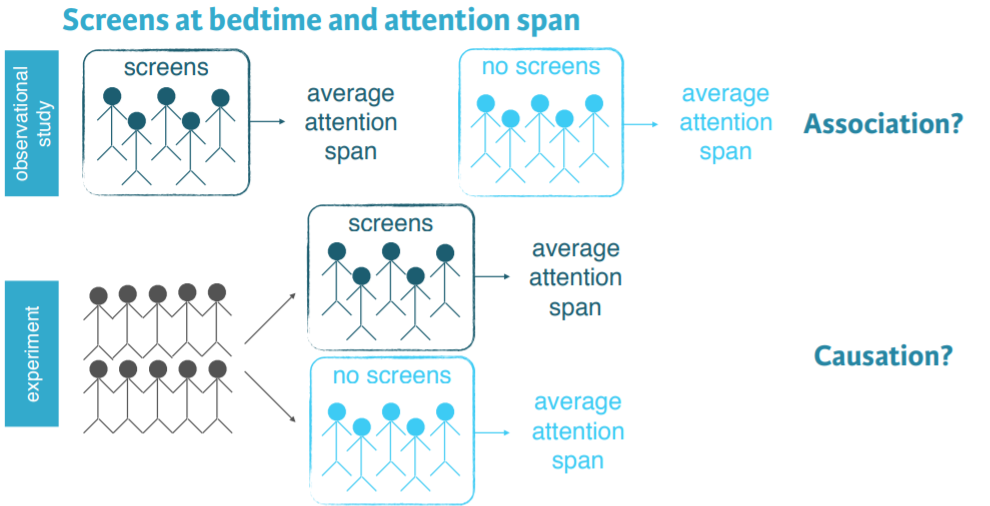 Screens at bedtime and attention span
observational
study
screens
average
attention
span
no screens
average
attention
span
Association?
experiment
screens
average
attention
span
no screens
average
attention
span
Causation?